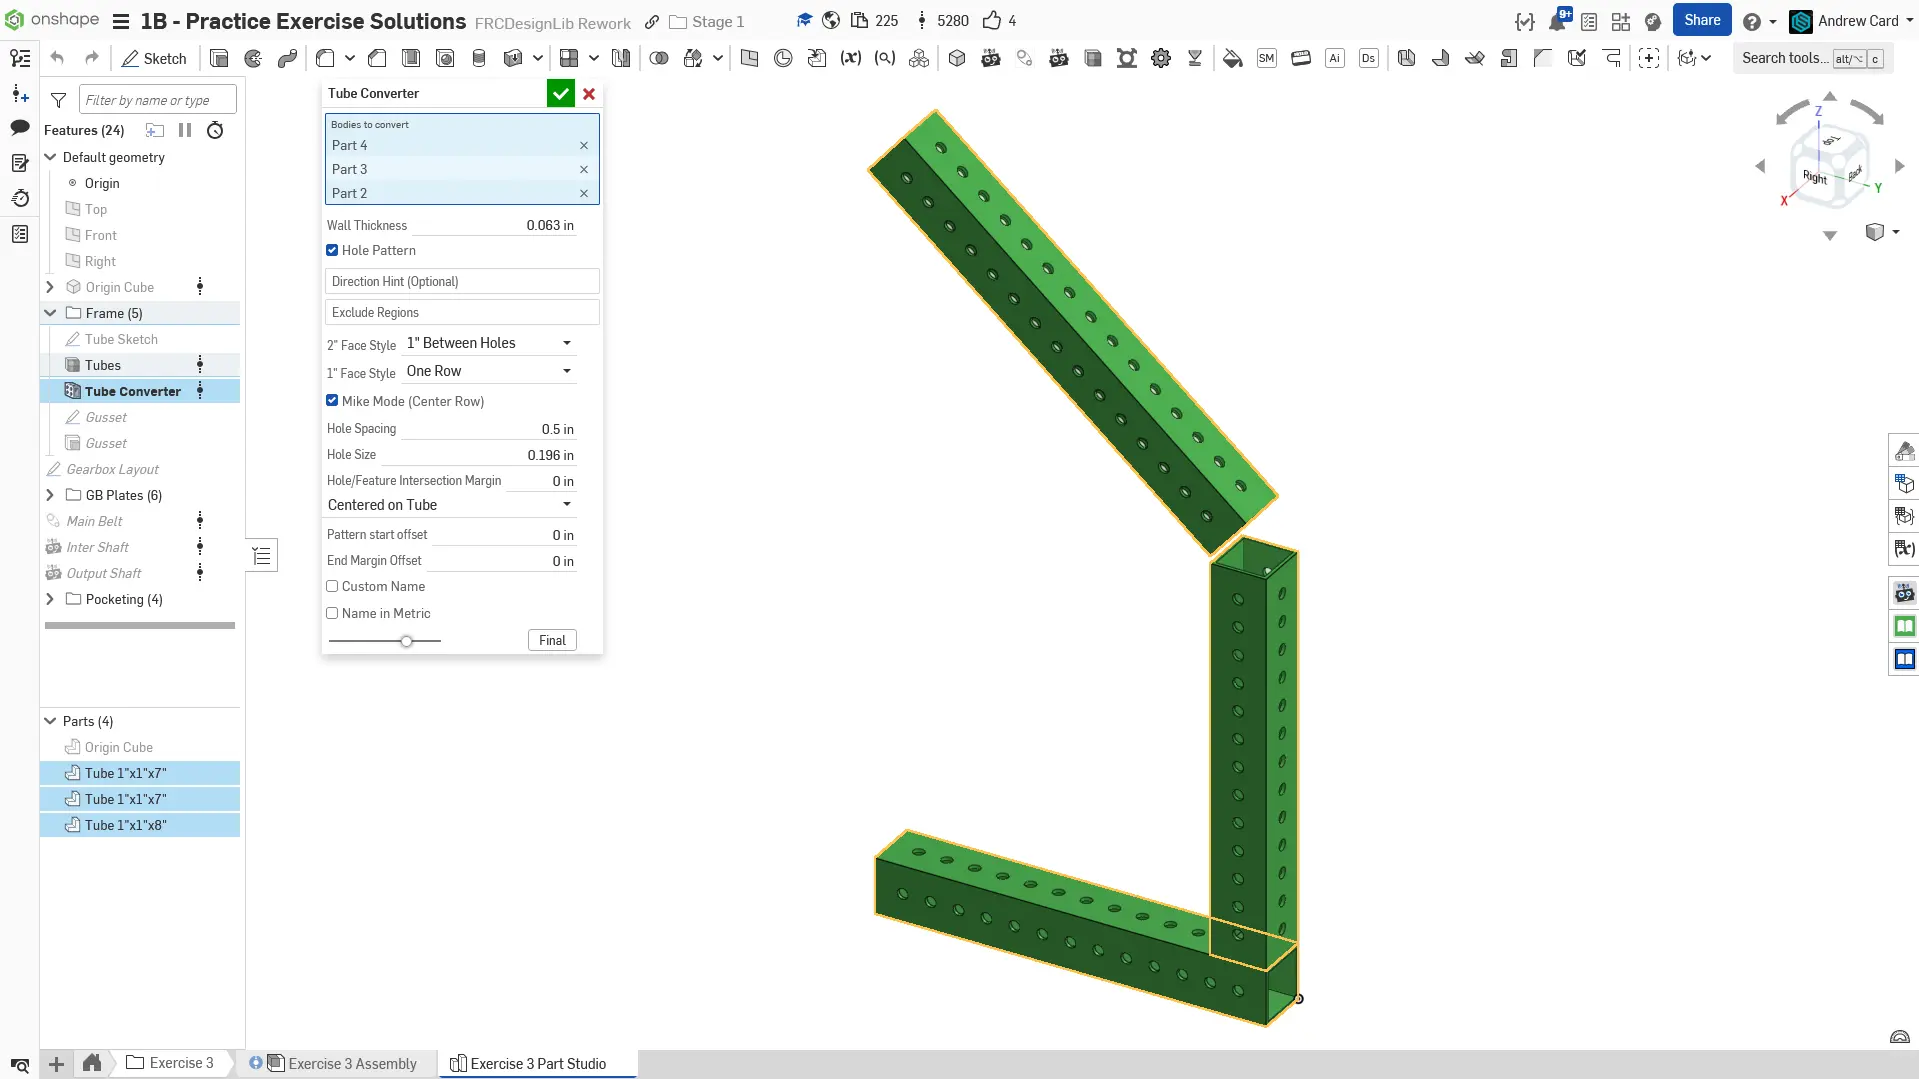 onshape 1B - Practice Exercise Solutions FRCDesignLib Rework Stage 1 225 5280 4 9+ Share Andrew Card
Sketch (x) SM Ai Ds Search tools... alt/⌥ c
Filter by name or type
Features (24)
Default geometry
Origin
Top
Front
Right
Origin Cube
Frame (5)
Tube Sketch
Tubes
Tube Converter
Gusset
Gusset
Gearbox Layout
GB Plates (6)
Main Belt
Inter Shaft
Output Shaft
Pocketing (4)
Parts (4)
Origin Cube
Tube 1"x1"x7"
Tube 1"x1"x7"
Tube 1"x1"x8"
Tube Converter
Bodies to convert
Part 4
Part 3
Part 2
Wall Thickness 0.063 in
Hole Pattern
Direction Hint (Optional)
Exclude Regions
2" Face Style 1" Between Holes
1" Face Style One Row
Mike Mode (Center Row)
Hole Spacing 0.5 in
Hole Size 0.196 in
Hole/Feature Intersection Margin 0 in
Centered on Tube
Pattern start offset 0 in
End Margin Offset 0 in
Custom Name
Name in Metric
Final
Z
Top
Right
Back
X
Y
(x)
Exercise 3 Exercise 3 Assembly Exercise 3 Part Studio